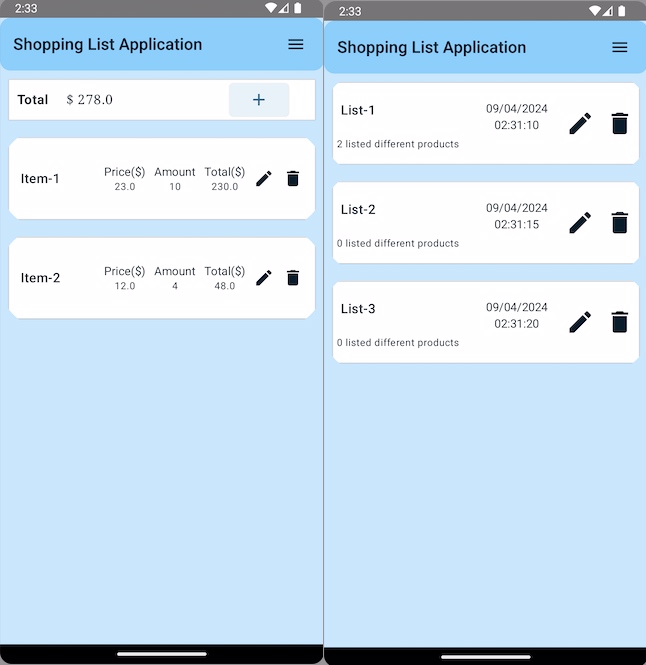 2:33
Shopping List Application
Total $ 278.0 +
Item-1
Price($) Amount Total($)
23.0 10 230.0
Item-2
Price($) Amount Total($)
12.0 4 48.0
2:33
Shopping List Application
List-1
09/04/2024
02:31:10
2 listed different products
List-2
09/04/2024
02:31:15
0 listed different products
List-3
09/04/2024
02:31:20
0 listed different products